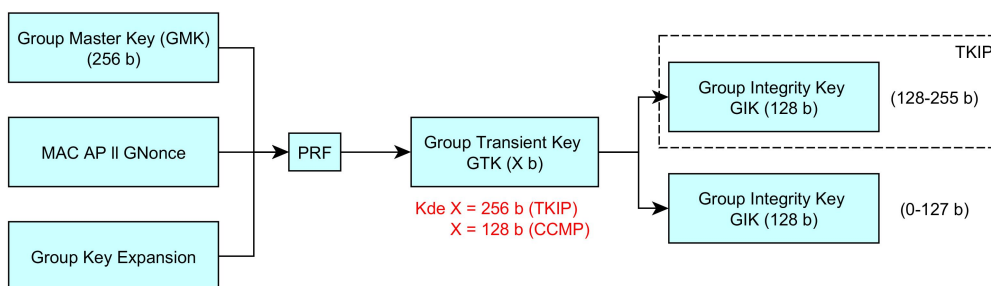 Group Master Key (GMK)
(256 b)
MAC AP ll GNonce
Group Key Expansion
PRF
Group Transient Key
GTK (X b)
Kde X = 256 b (TKIP)
X = 128 b (CCMP)
TKIP
Group Integrity Key
GIK (128 b)
(128-255 b)
Group Integrity Key
GIK (128 b)
(0-127 b)